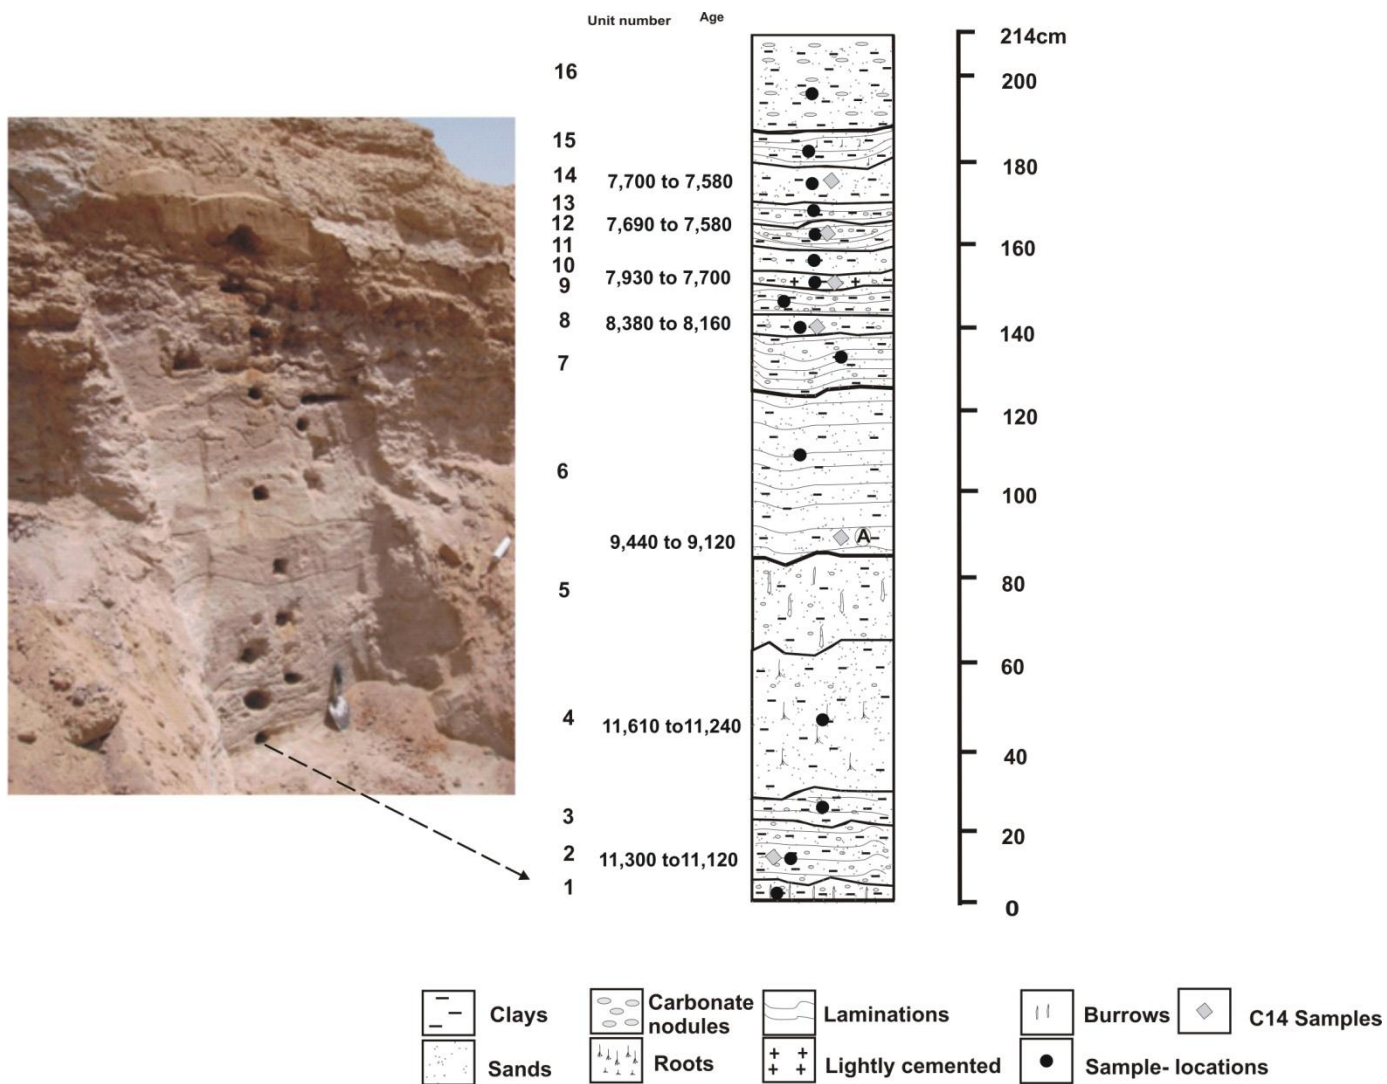 Unit number Age
214cm
16
200
15
180
14 7,700 to 7,580
13
12 7,690 to 7,580
11
160
10
9 7,930 to 7,700
8 8,380 to 8,160
140
7
120
6
100
A
9,440 to 9,120
5
80
60
4 11,610 to11,240
40
3
20
2 11,300 to11,120
1
0
Clays
Carbonate nodules
Laminations
Burrows
C14 Samples
Sands
Roots
Lightly cemented
Sample- locations